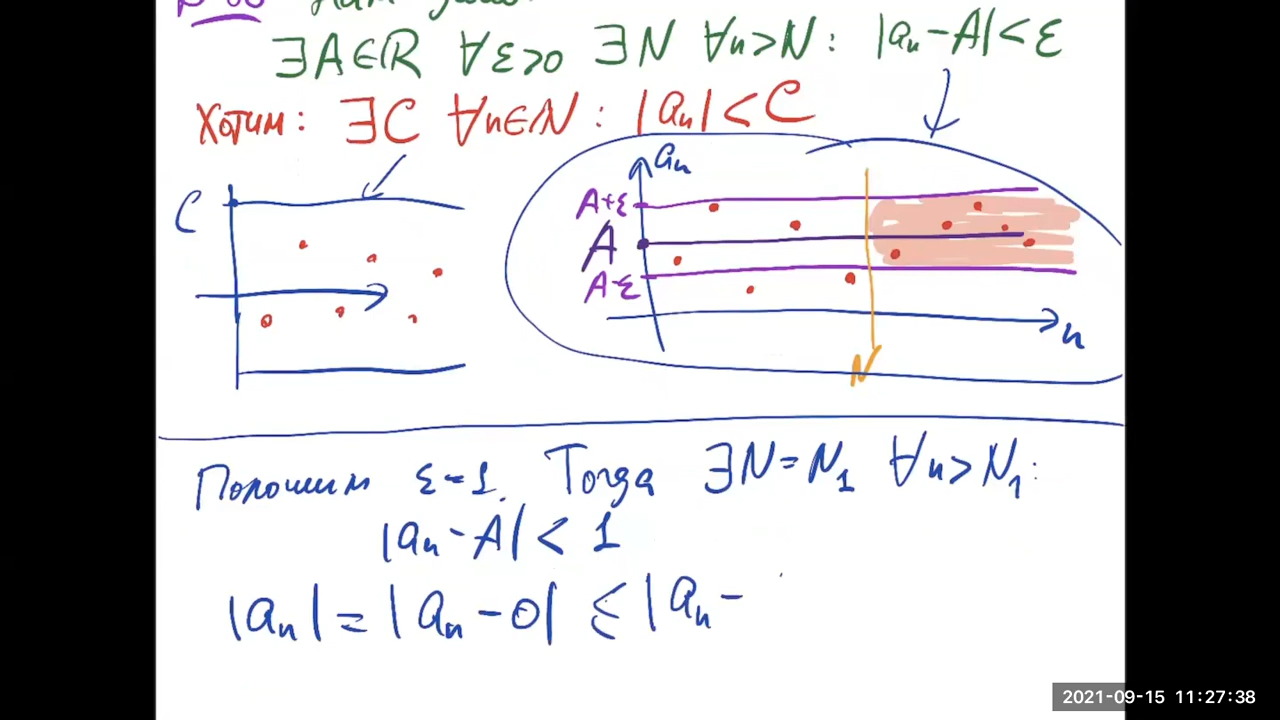 ∃A∈ℝ ∀ε>0 ∃N ∀n>N: |aₙ-A|<ε
Хотим: ∃C ∀n∈ℕ: |aₙ|<C
C
aₙ
A+ε
A
A-ε
n
N
Положим ε=1. Тогда ∃N=N₁ ∀n>N₁:
|aₙ-A|<1
|aₙ|=|aₙ-0|≤|aₙ-
2021-09-15 11:27:38